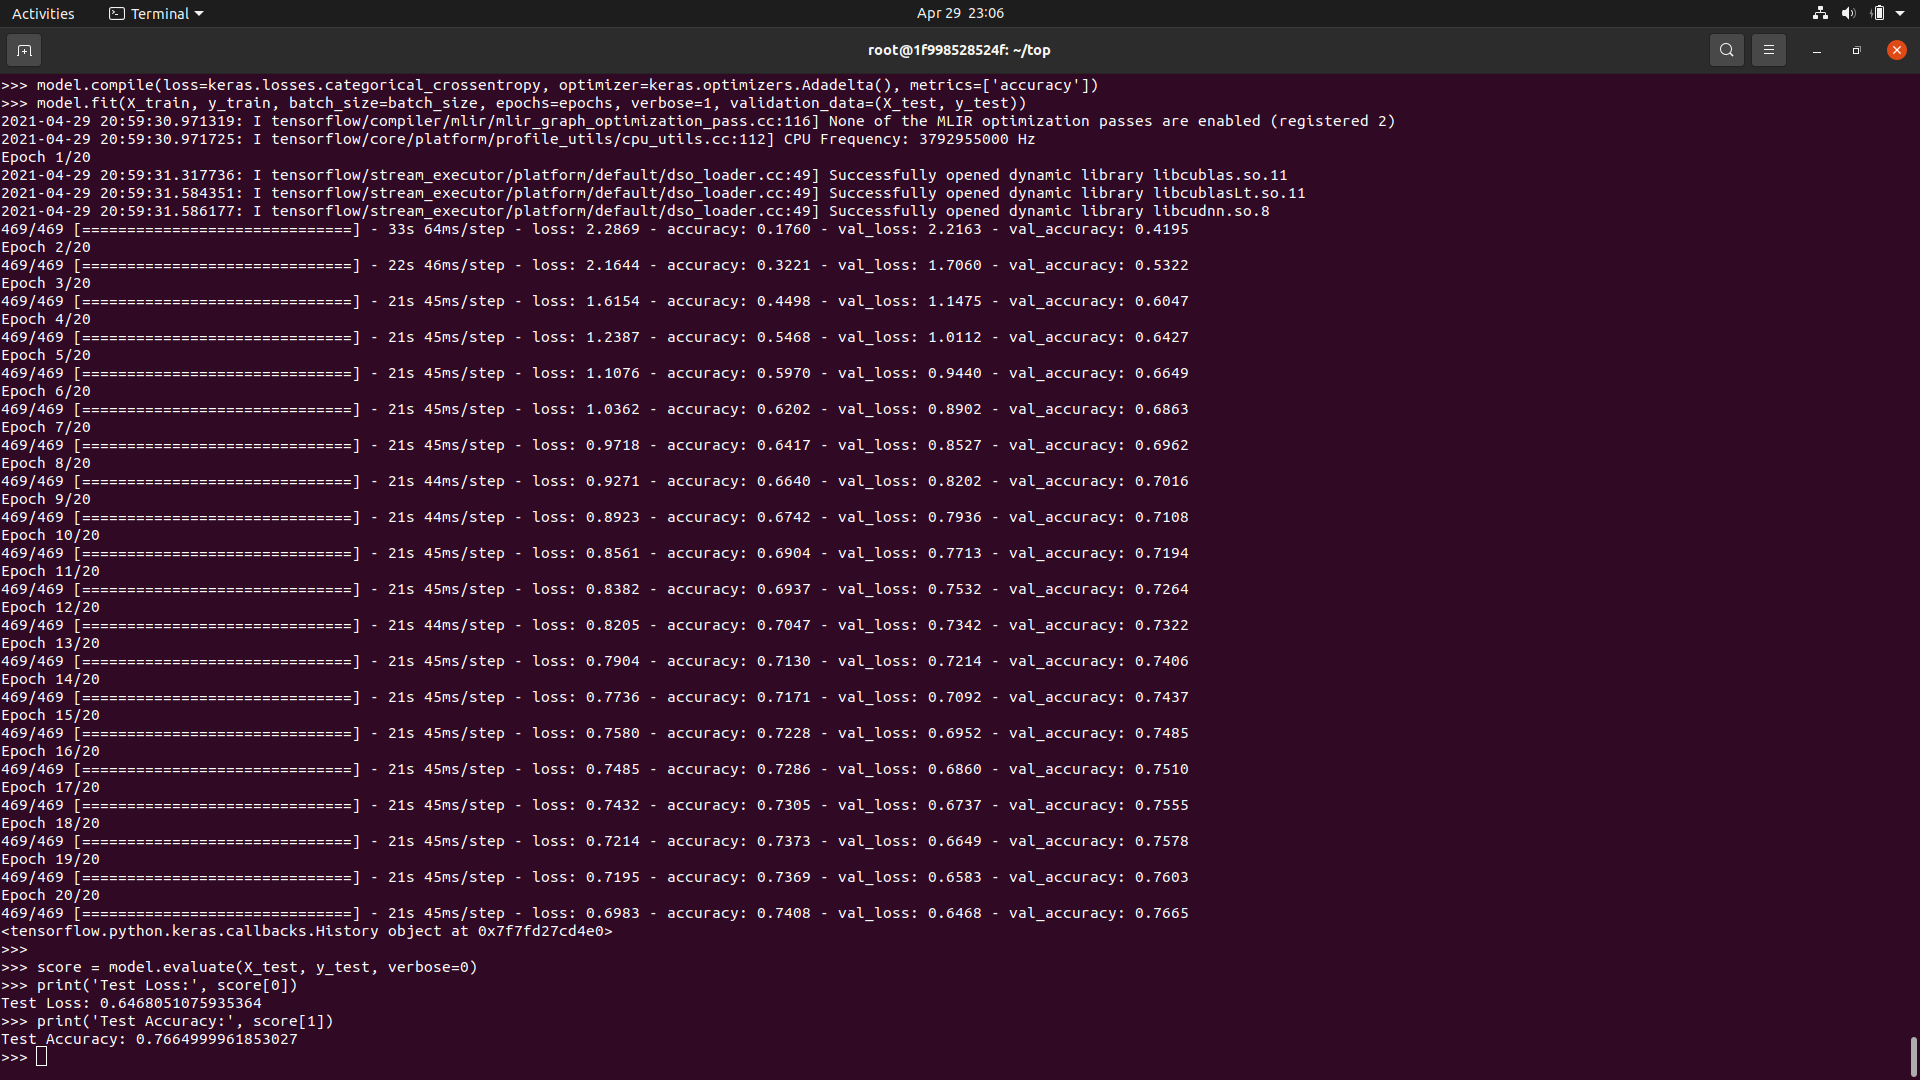 Activities Terminal Apr 29 23:06
root@1f998528524f: ~/top
>>> model.compile(loss=keras.losses.categorical_crossentropy, optimizer=keras.optimizers.Adadelta(), metrics=['accuracy'])
>>> model.fit(X_train, y_train, batch_size=batch_size, epochs=epochs, verbose=1, validation_data=(X_test, y_test))
2021-04-29 20:59:30.971319: I tensorflow/compiler/mlir/mlir_graph_optimization_pass.cc:116] None of the MLIR optimization passes are enabled (registered 2)
2021-04-29 20:59:30.971725: I tensorflow/core/platform/profile_utils/cpu_utils.cc:112] CPU Frequency: 3792955000 Hz
Epoch 1/20
2021-04-29 20:59:31.317736: I tensorflow/stream_executor/platform/default/dso_loader.cc:49] Successfully opened dynamic library libcublas.so.11
2021-04-29 20:59:31.584351: I tensorflow/stream_executor/platform/default/dso_loader.cc:49] Successfully opened dynamic library libcublasLt.so.11
2021-04-29 20:59:31.586177: I tensorflow/stream_executor/platform/default/dso_loader.cc:49] Successfully opened dynamic library libcudnn.so.8
469/469 [==============================] - 33s 64ms/step - loss: 2.2869 - accuracy: 0.1760 - val_loss: 2.2163 - val_accuracy: 0.4195
Epoch 2/20
469/469 [==============================] - 22s 46ms/step - loss: 2.1644 - accuracy: 0.3221 - val_loss: 1.7060 - val_accuracy: 0.5322
Epoch 3/20
469/469 [==============================] - 21s 45ms/step - loss: 1.6154 - accuracy: 0.4498 - val_loss: 1.1475 - val_accuracy: 0.6047
Epoch 4/20
469/469 [==============================] - 21s 45ms/step - loss: 1.2387 - accuracy: 0.5468 - val_loss: 1.0112 - val_accuracy: 0.6427
Epoch 5/20
469/469 [==============================] - 21s 45ms/step - loss: 1.1076 - accuracy: 0.5970 - val_loss: 0.9440 - val_accuracy: 0.6649
Epoch 6/20
469/469 [==============================] - 21s 45ms/step - loss: 1.0362 - accuracy: 0.6202 - val_loss: 0.8902 - val_accuracy: 0.6863
Epoch 7/20
469/469 [==============================] - 21s 45ms/step - loss: 0.9718 - accuracy: 0.6417 - val_loss: 0.8527 - val_accuracy: 0.6962
Epoch 8/20
469/469 [==============================] - 21s 44ms/step - loss: 0.9271 - accuracy: 0.6640 - val_loss: 0.8202 - val_accuracy: 0.7016
Epoch 9/20
469/469 [==============================] - 21s 44ms/step - loss: 0.8923 - accuracy: 0.6742 - val_loss: 0.7936 - val_accuracy: 0.7108
Epoch 10/20
469/469 [==============================] - 21s 45ms/step - loss: 0.8561 - accuracy: 0.6904 - val_loss: 0.7713 - val_accuracy: 0.7194
Epoch 11/20
469/469 [==============================] - 21s 45ms/step - loss: 0.8382 - accuracy: 0.6937 - val_loss: 0.7532 - val_accuracy: 0.7264
Epoch 12/20
469/469 [==============================] - 21s 44ms/step - loss: 0.8205 - accuracy: 0.7047 - val_loss: 0.7342 - val_accuracy: 0.7322
Epoch 13/20
469/469 [==============================] - 21s 45ms/step - loss: 0.7904 - accuracy: 0.7130 - val_loss: 0.7214 - val_accuracy: 0.7406
Epoch 14/20
469/469 [==============================] - 21s 45ms/step - loss: 0.7736 - accuracy: 0.7171 - val_loss: 0.7092 - val_accuracy: 0.7437
Epoch 15/20
469/469 [==============================] - 21s 45ms/step - loss: 0.7580 - accuracy: 0.7228 - val_loss: 0.6952 - val_accuracy: 0.7485
Epoch 16/20
469/469 [==============================] - 21s 45ms/step - loss: 0.7485 - accuracy: 0.7286 - val_loss: 0.6860 - val_accuracy: 0.7510
Epoch 17/20
469/469 [==============================] - 21s 45ms/step - loss: 0.7432 - accuracy: 0.7305 - val_loss: 0.6737 - val_accuracy: 0.7555
Epoch 18/20
469/469 [==============================] - 21s 45ms/step - loss: 0.7214 - accuracy: 0.7373 - val_loss: 0.6649 - val_accuracy: 0.7578
Epoch 19/20
469/469 [==============================] - 21s 45ms/step - loss: 0.7195 - accuracy: 0.7369 - val_loss: 0.6583 - val_accuracy: 0.7603
Epoch 20/20
469/469 [==============================] - 21s 45ms/step - loss: 0.6983 - accuracy: 0.7408 - val_loss: 0.6468 - val_accuracy: 0.7665
<tensorflow.python.keras.callbacks.History object at 0x7f7fd27cd4e0>
>>>
>>> score = model.evaluate(X_test, y_test, verbose=0)
>>> print('Test Loss:', score[0])
Test Loss: 0.6468051075935364
>>> print('Test Accuracy:', score[1])
Test Accuracy: 0.7664999961853027
>>>